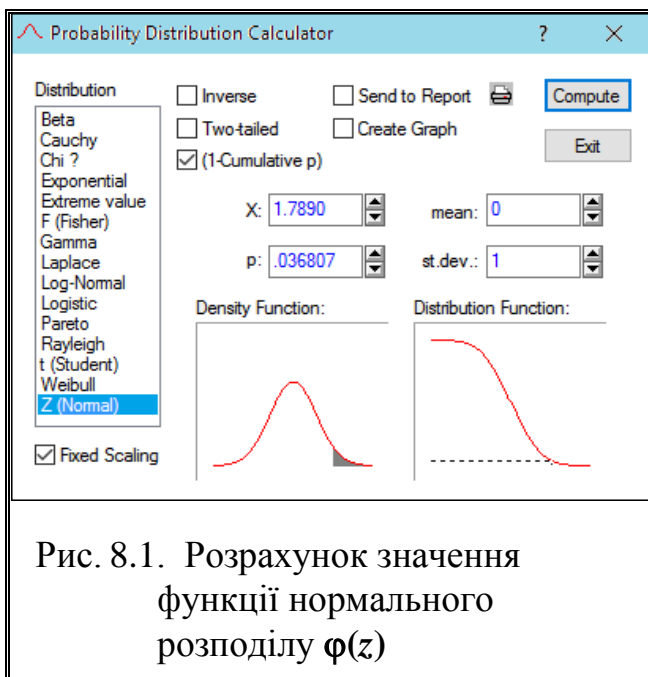 Probability Distribution Calculator ?
Distribution
Inverse Send to Report Compute
Two-tailed Create Graph Exit
(1-Cumulative p)
Beta
Cauchy
Chi ?
Exponential
Extreme value
F (Fisher)
Gamma
Laplace
Log-Normal
Logistic
Pareto
Rayleigh
t (Student)
Weibull
Z (Normal)
X: 1.7890 mean: 0
p: .036807 st.dev.: 1
Density Function: Distribution Function:
Fixed Scaling
Рис. 8.1. Розрахунок значення
функції нормального
розподілу φ(z)